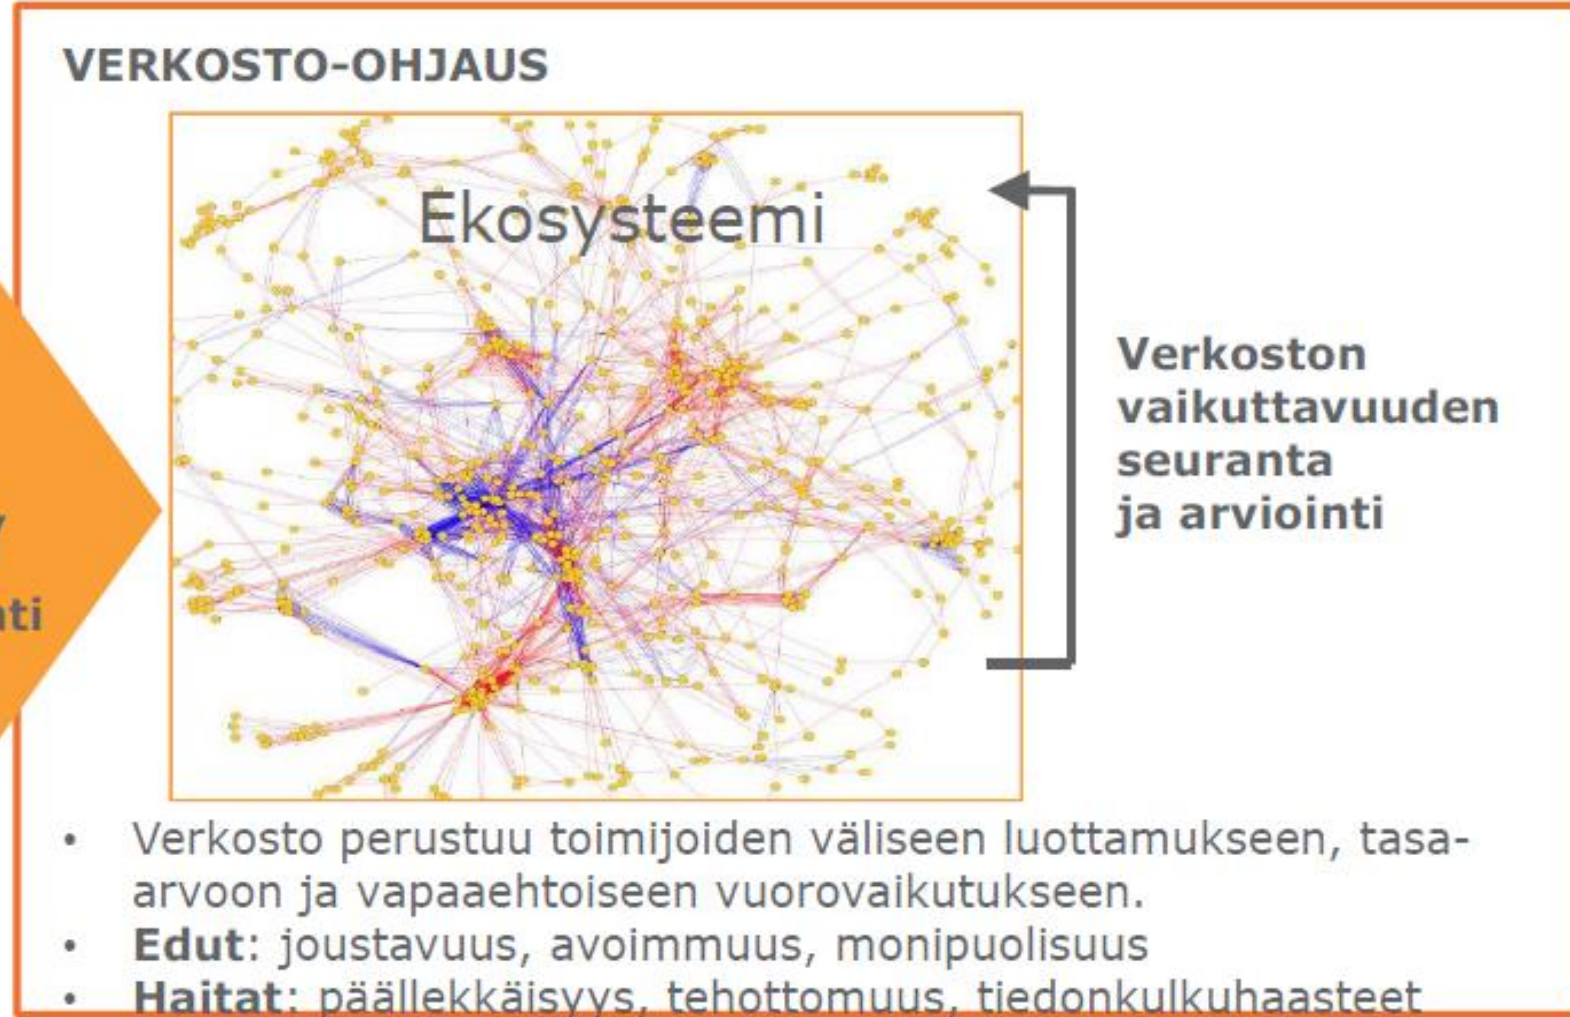 VERKOSTO-OHJAUS
Ekosysteemi
Verkoston
vaikuttavuuden
seuranta
ja arviointi
• Verkosto perustuu toimijoiden väliseen luottamukseen, tasa-
arvoon ja vapaaehtoiseen vuorovaikutukseen.
• Edut: joustavuus, avoimmuus, monipuolisuus
• Haitat: päällekkäisyys, tehottomuus, tiedonkulkuhaasteet